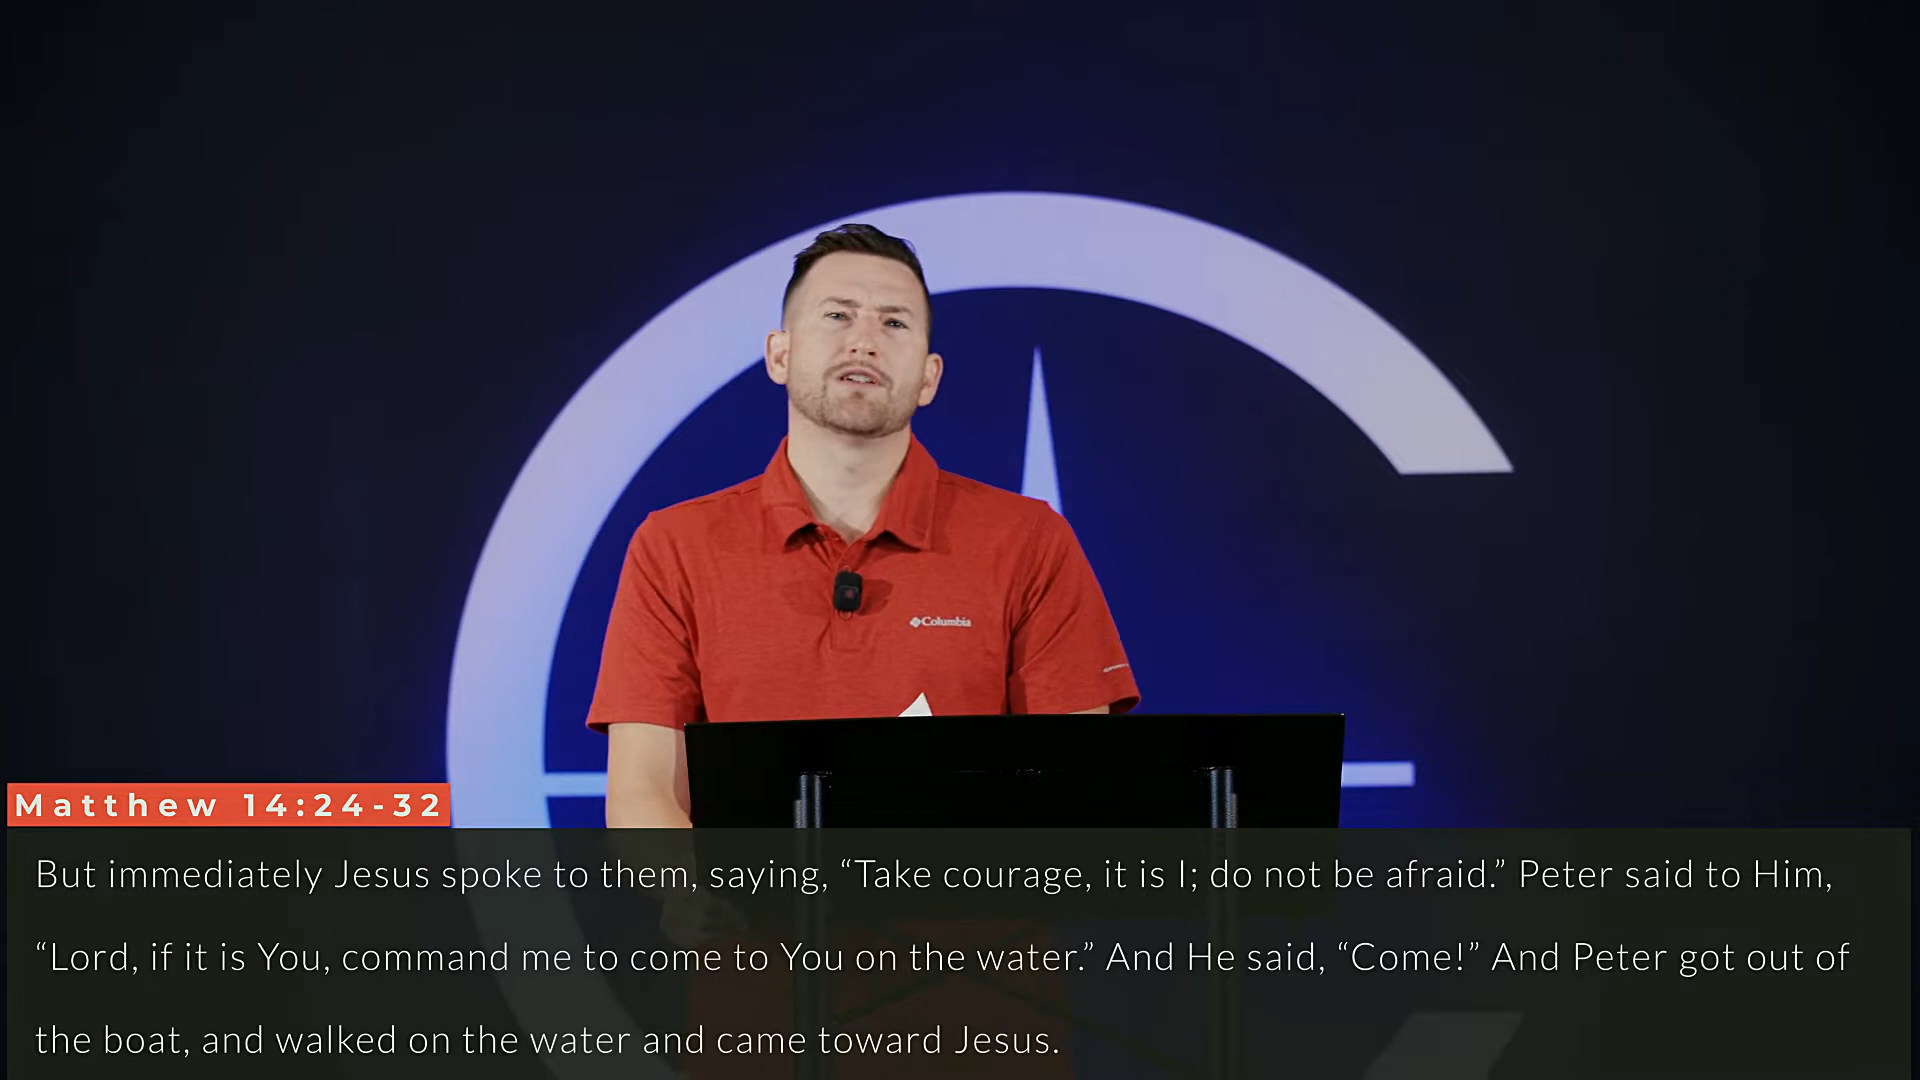 Columbia
Matthew 14:24-32
But immediately Jesus spoke to them, saying, “Take courage, it is I; do not be afraid.” Peter said to Him,
“Lord, if it is You, command me to come to You on the water.” And He said, “Come!” And Peter got out of
the boat, and walked on the water and came toward Jesus.